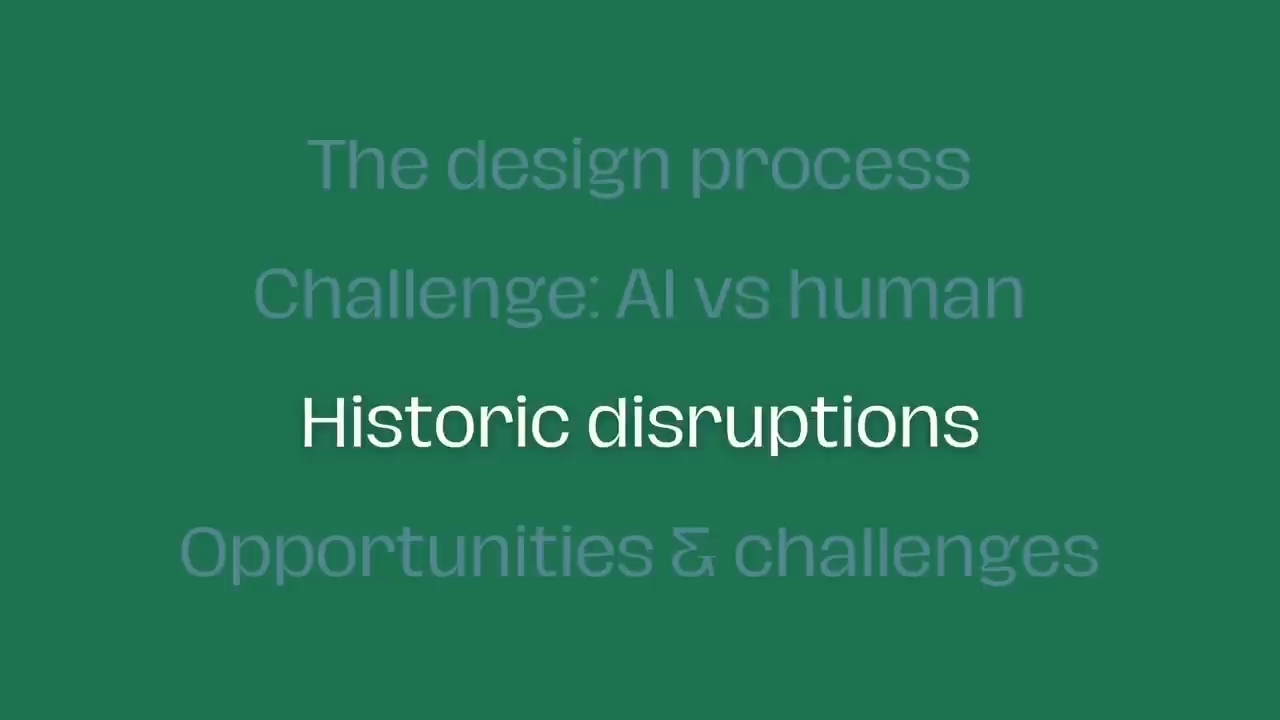 The design process
Challenge: AI vs human
Historic disruptions
Opportunities & challenges